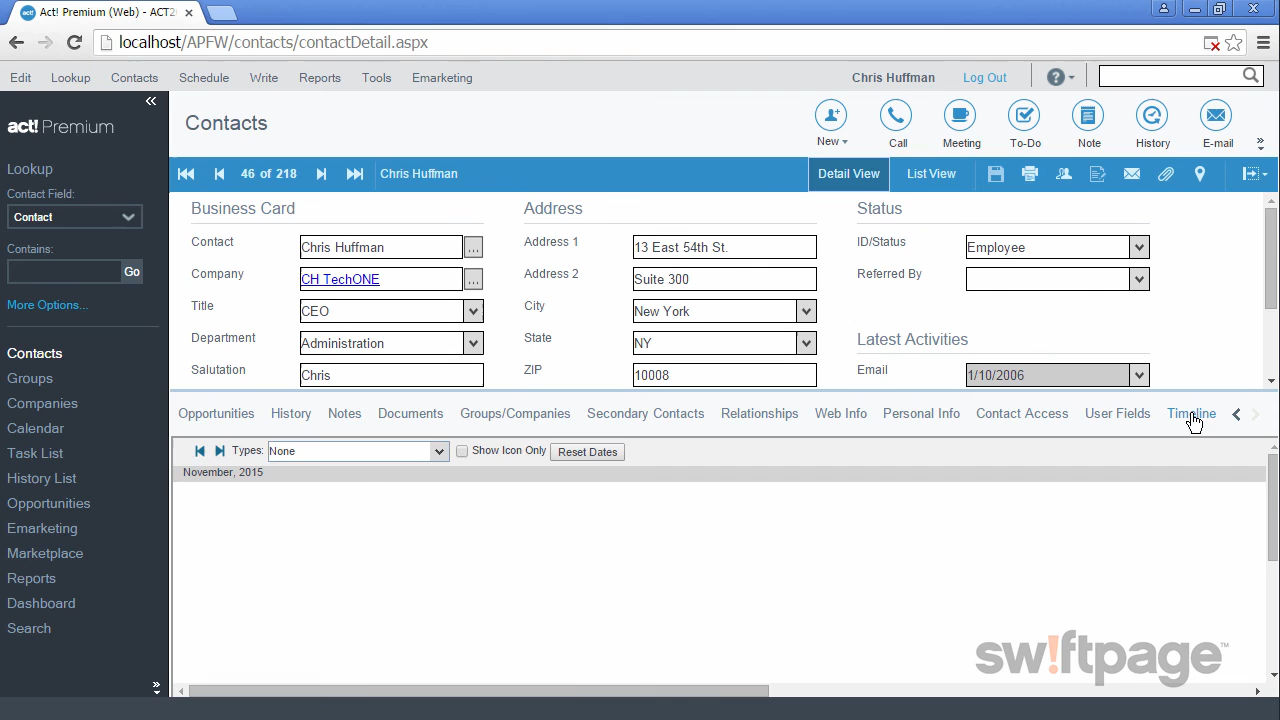 Act! Premium (Web) - ACT2
localhost/APFW/contacts/contactDetail.aspx
Edit Lookup Contacts Schedule Write Reports Tools Emarketing Chris Huffman Log Out
act! Premium
Contacts
New Call Meeting To-Do Note History E-mail
46 of 218 Chris Huffman Detail View List View
Lookup
Contact Field:
Contact
Contains:
Go
More Options...
Contacts
Groups
Companies
Calendar
Task List
History List
Opportunities
Emarketing
Marketplace
Reports
Dashboard
Search
Business Card Address Status
Contact Chris Huffman ... Address 1 13 East 54th St. ID/Status Employee
Company CH TechONE ... Address 2 Suite 300 Referred By
Title CEO City New York
Department Administration State NY Latest Activities
Salutation Chris ZIP 10008 Email 1/10/2006
Opportunities History Notes Documents Groups/Companies Secondary Contacts Relationships Web Info Personal Info Contact Access User Fields Timeline
Types: None Show Icon Only Reset Dates
November, 2015
sw!ftpage™